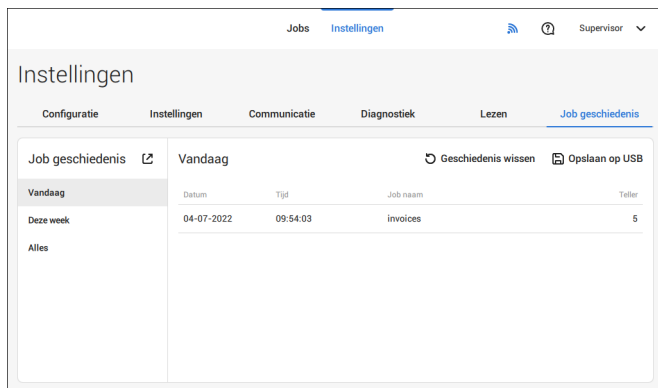 Jobs Instellingen Supervisor
Instellingen
Configuratie Instellingen Communicatie Diagnostiek Lezen Job geschiedenis
Job geschiedenis Vandaag Geschiedenis wissen Opslaan op USB
Vandaag
Deze week
Alles
Datum Tijd Job naam Teller
04-07-2022 09:54:03 invoices 5